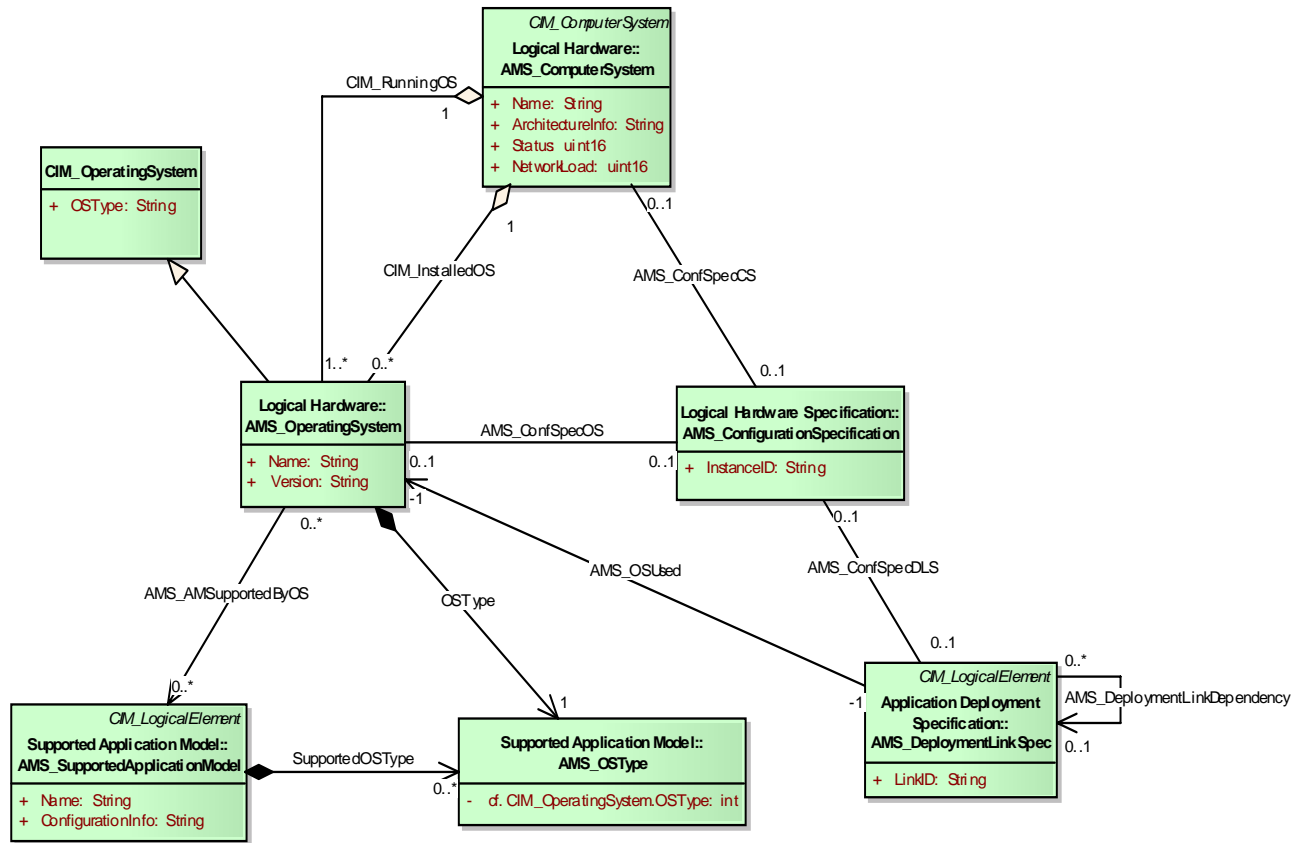 CIM_ComputerSystem
Logical Hardware::
AMS_ComputerSystem
+ Name: String
+ ArchitectureInfo: String
+ Status uint16
+ NetworkLoad: uint16
CIM_RunningOS
1
CIM_OperatingSystem
+ OSType: String
0..1
1
CIM_InstalledOS
AMS_ConfSpecCS
1..*
0..*
0..1
Logical Hardware::
AMS_OperatingSystem
+ Name: String
+ Version: String
AMS_ConfSpecOS
0..1
0..1
-1
Logical Hardware Specification::
AMS_ConfigurationSpecification
+ InstanceID: String
0..*
0..1
AMS_OSUsed
AMS_ConfSpecDLS
AMS_AMSupportedByOS
OSType
0..1
0..*
1
-1
CIM_LogicalElement
Application Deployment
Specification::
AMS_DeploymentLinkSpec
+ LinkID: String
0..*
AMS_DeploymentLinkDependency
0..1
CIM_LogicalElement
Supported Application Model::
AMS_SupportedApplicationModel
+ Name: String
+ ConfigurationInfo: String
SupportedOSType
0..*
Supported Application Model::
AMS_OSType
- cf. CIM_OperatingSystem.OSType: int